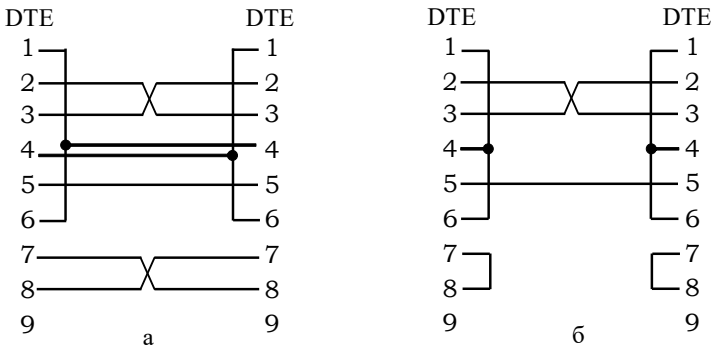 DTE DTE DTE DTE
1 1 1 1
2 2 2 2
3 3 3 3
4 4 4 4
5 5 5 5
6 6 6 6
7 7 7 7
8 8 8 8
9 9 9 9
а б